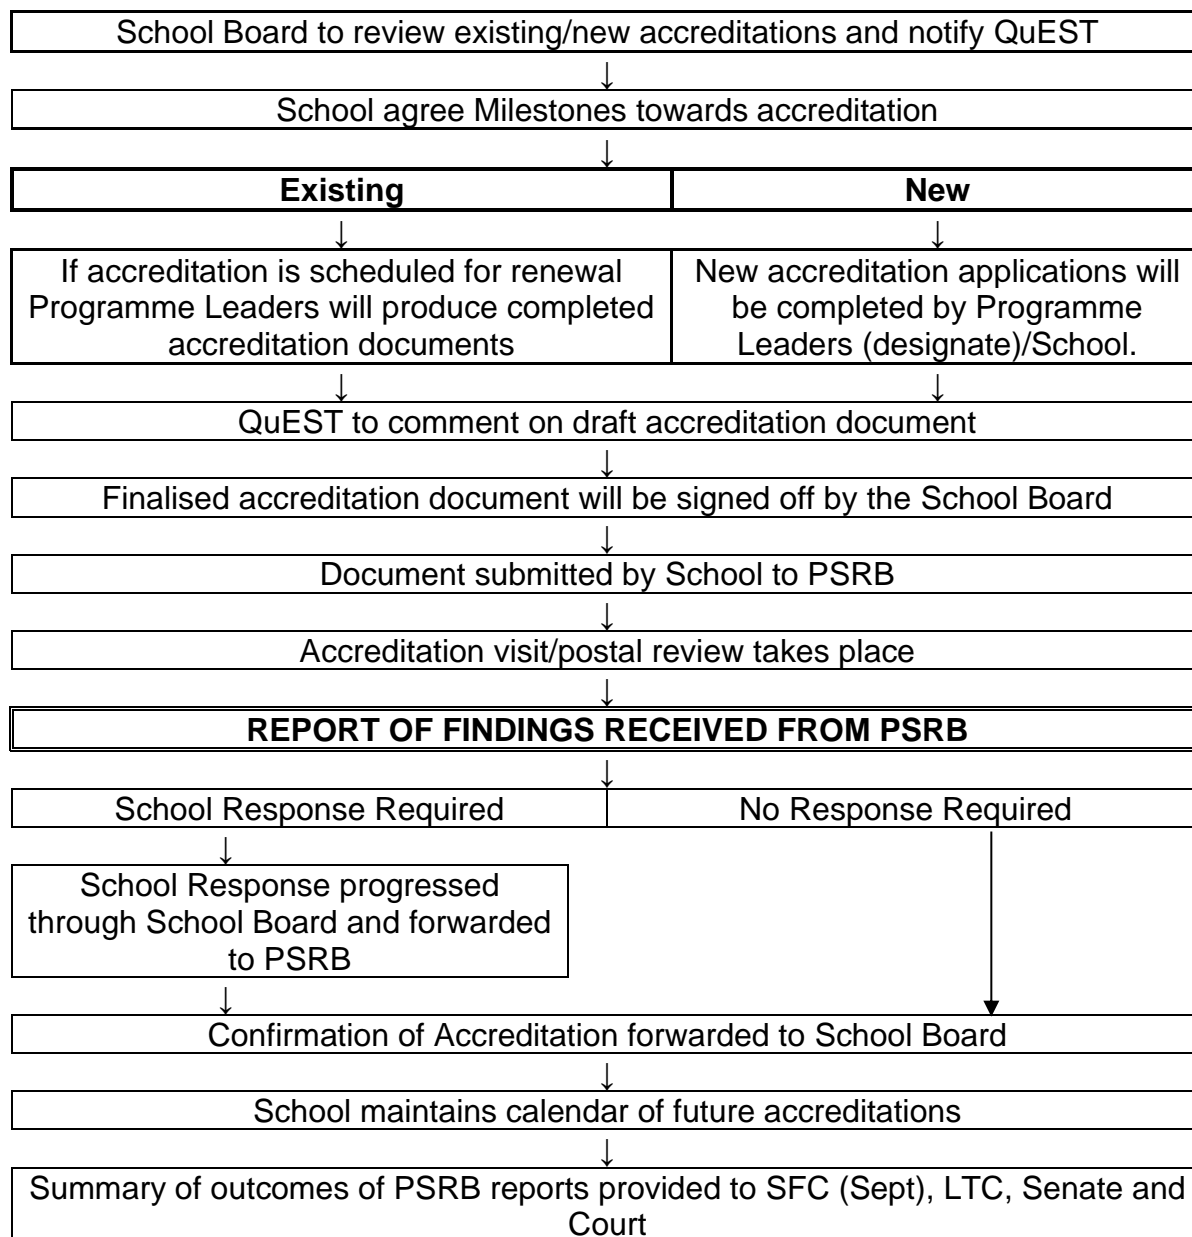 School Board to review existing/new accreditations and notify QuEST
↓
School agree Milestones towards accreditation
↓
Existing
New
↓
↓
If accreditation is scheduled for renewal
Programme Leaders will produce completed
accreditation documents
New accreditation applications will
be completed by Programme
Leaders (designate)/School.
↓
↓
QuEST to comment on draft accreditation document
↓
Finalised accreditation document will be signed off by the School Board
↓
Document submitted by School to PSRB
↓
Accreditation visit/postal review takes place
↓
REPORT OF FINDINGS RECEIVED FROM PSRB
↓
School Response Required
No Response Required
↓
School Response progressed
through School Board and forwarded
to PSRB
↓
Confirmation of Accreditation forwarded to School Board
↓
School maintains calendar of future accreditations
↓
Summary of outcomes of PSRB reports provided to SFC (Sept), LTC, Senate and
Court